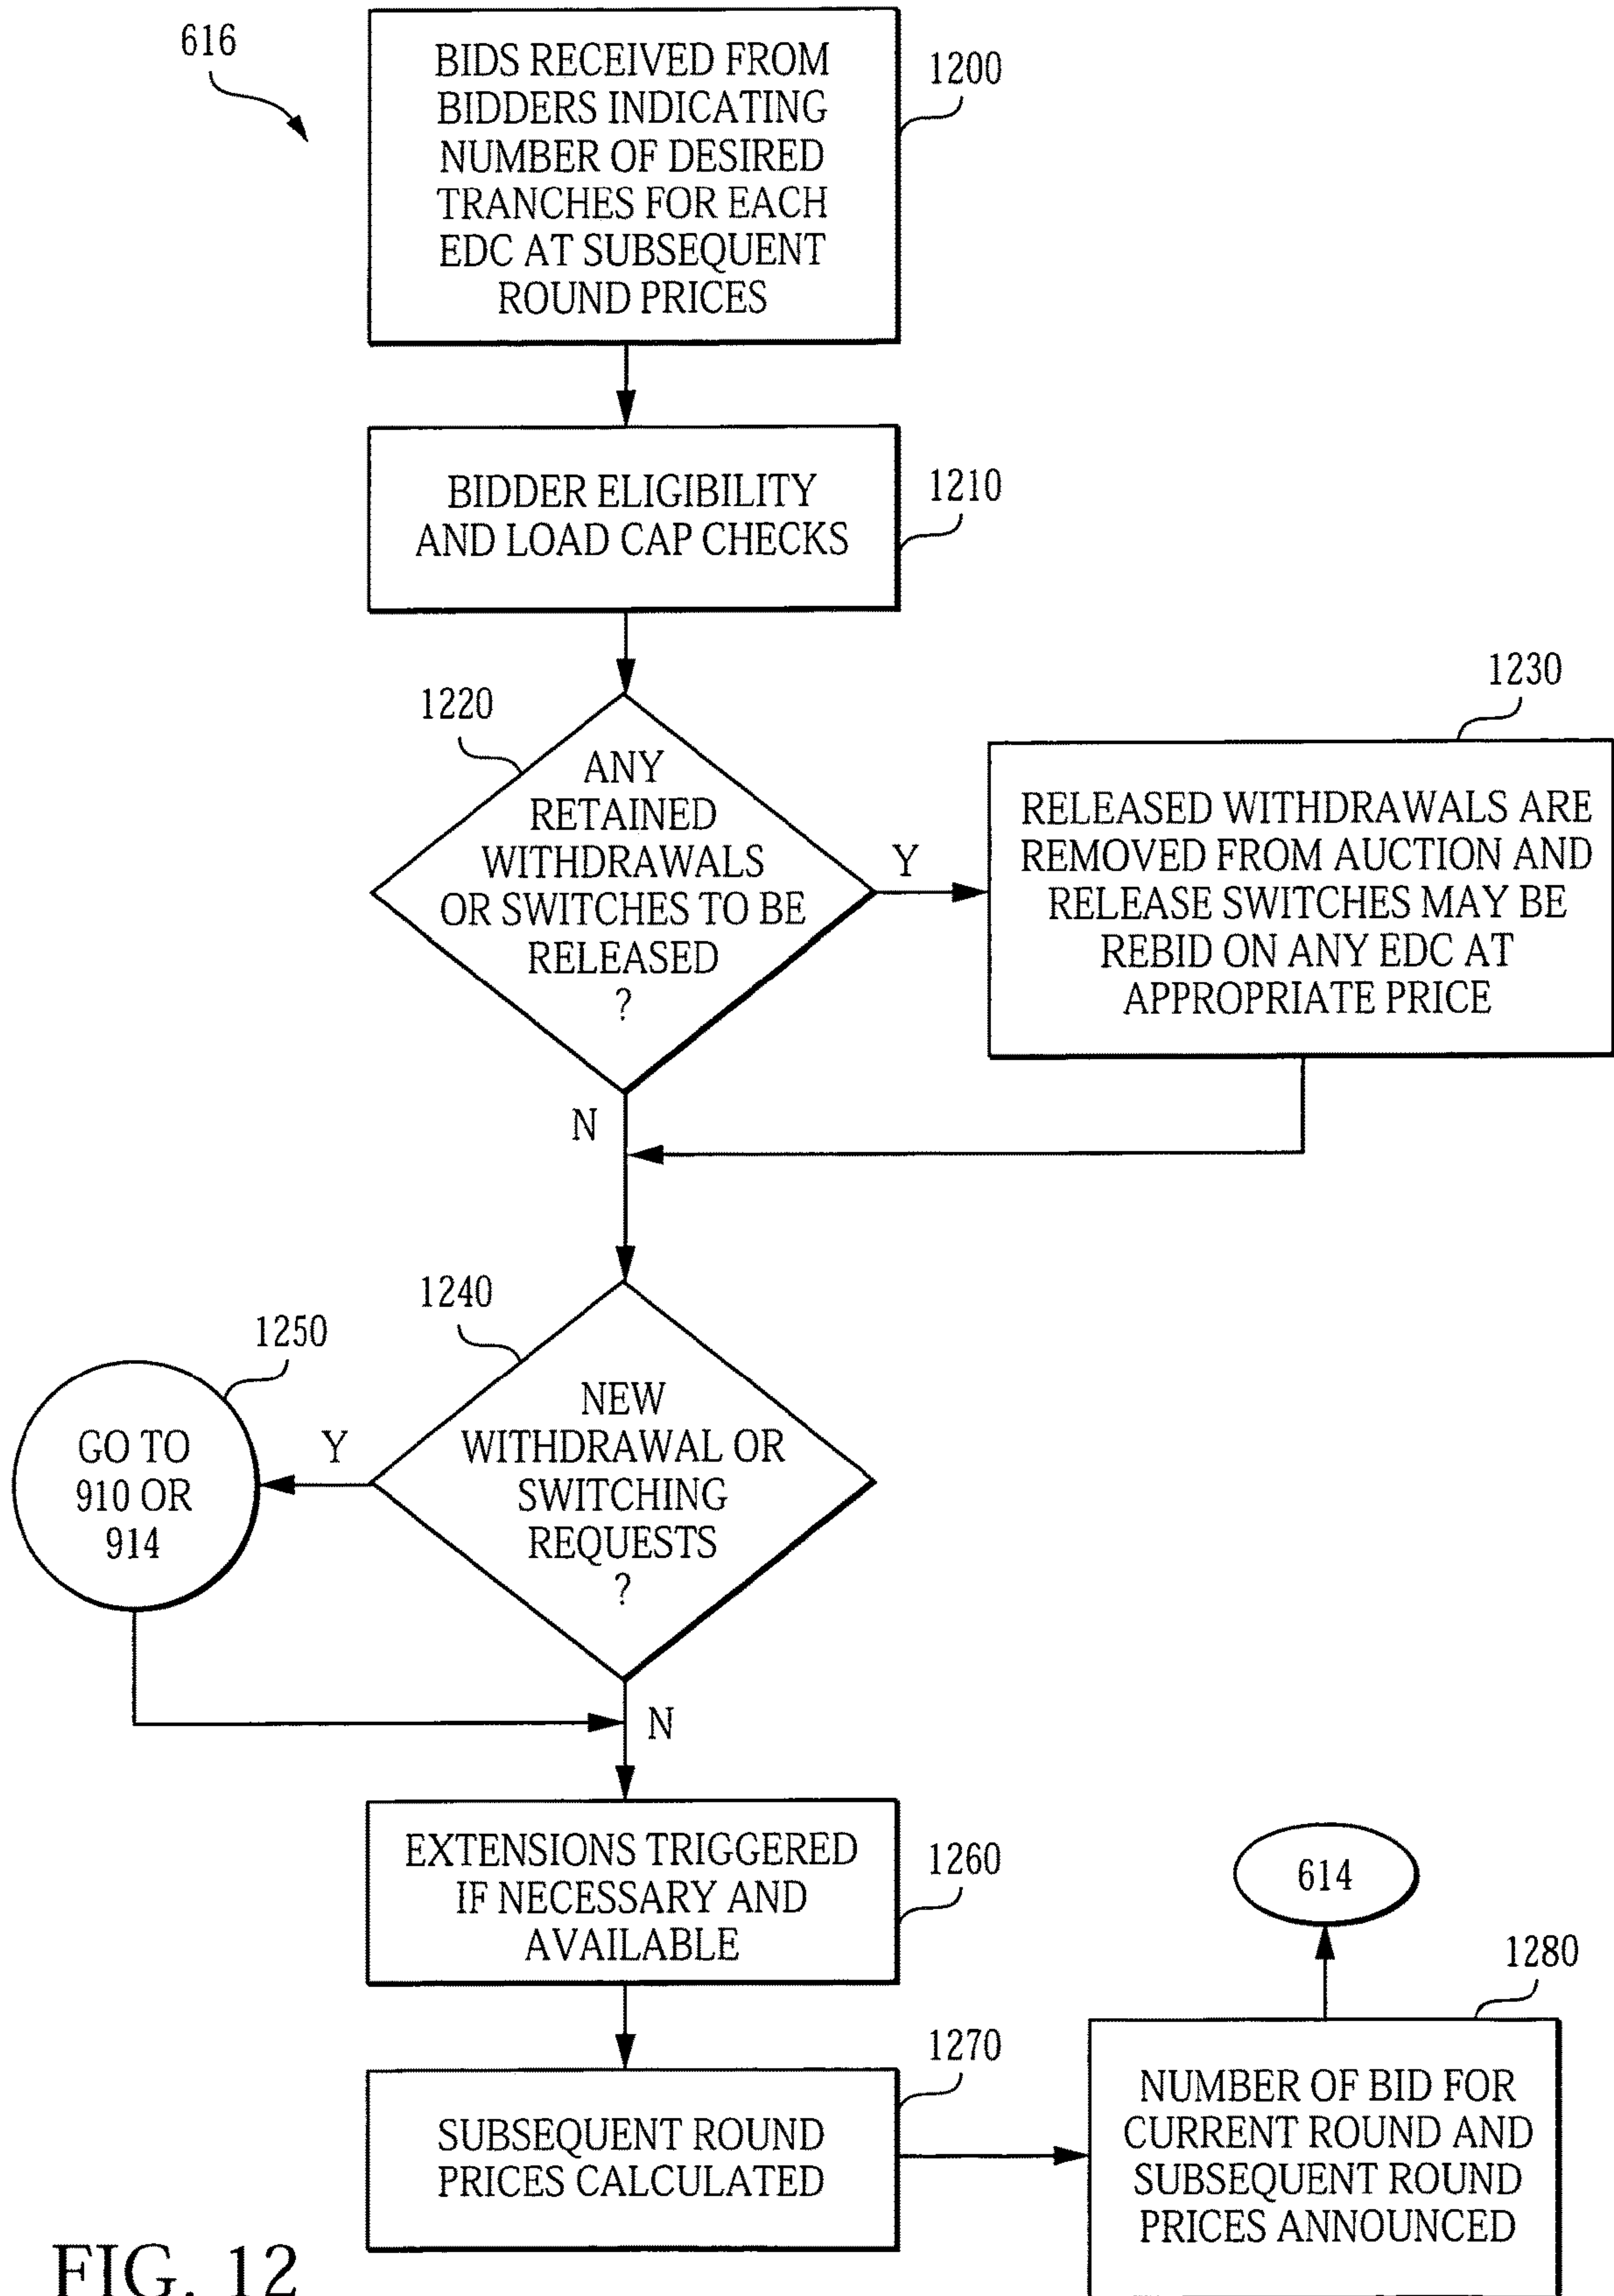 616
BIDS RECEIVED FROM
BIDDERS INDICATING
NUMBER OF DESIRED
TRANCHES FOR EACH
EDC AT SUBSEQUENT
ROUND PRICES
1200
BIDDER ELIGIBILITY
AND LOAD CAP CHECKS
1210
1220
ANY
RETAINED
WITHDRAWALS
OR SWITCHES TO BE
RELEASED
?
Y
1230
RELEASED WITHDRAWALS ARE
REMOVED FROM AUCTION AND
RELEASE SWITCHES MAY BE
REBID ON ANY EDC AT
APPROPRIATE PRICE
N
1240
NEW
WITHDRAWAL OR
SWITCHING
REQUESTS
?
Y
1250
GO TO
910 OR
914
N
EXTENSIONS TRIGGERED
IF NECESSARY AND
AVAILABLE
1260
SUBSEQUENT ROUND
PRICES CALCULATED
1270
614
1280
NUMBER OF BID FOR
CURRENT ROUND AND
SUBSEQUENT ROUND
PRICES ANNOUNCED
FIG. 12